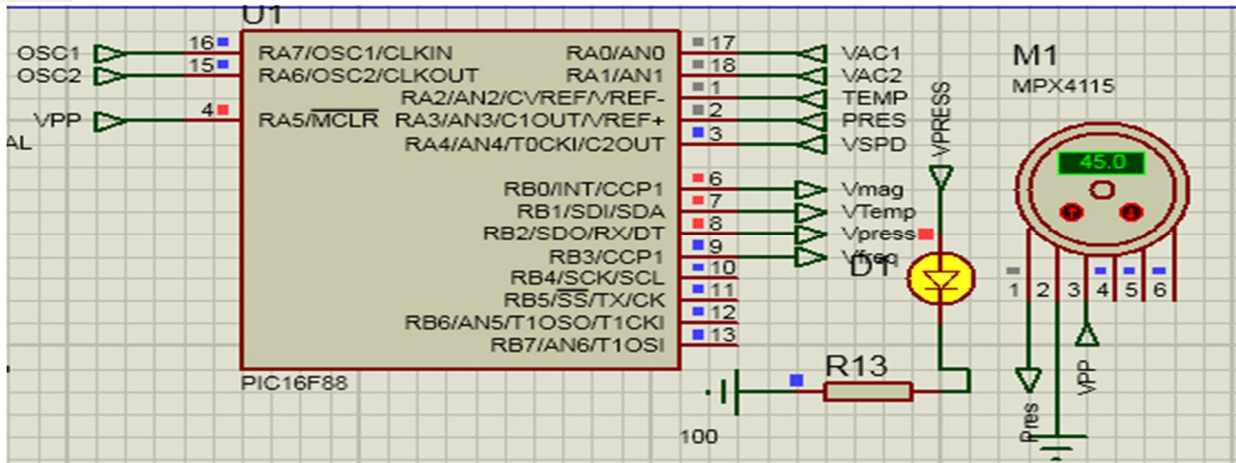 U1
OSC1
16
RA7/OSC1/CLKIN
RA0/AN0
17
VAC1
OSC2
15
RA6/OSC2/CLKOUT
RA1/AN1
18
VAC2
RA2/AN2/CVREF/VREF-
1
TEMP
VPP
4
RA5/MCLR
RA3/AN3/C1OUT/VREF+
2
PRES
AL
RA4/AN4/T0CKI/C2OUT
3
VSPD
RB0/INT/CCP1
6
Vmag
RB1/SDI/SDA
7
VTemp
RB2/SDO/RX/DT
8
Vpress
RB3/CCP1
9
Vfreq
RB4/SCK/SCL
10
RB5/SS/TX/CK
11
RB6/AN5/T1OSO/T1CKI
12
RB7/AN6/T1OSI
13
PIC16F88
VPRESS
D1
R13
100
M1
MPX4115
45.0
1 2 3 4 5 6
Pres
VPP